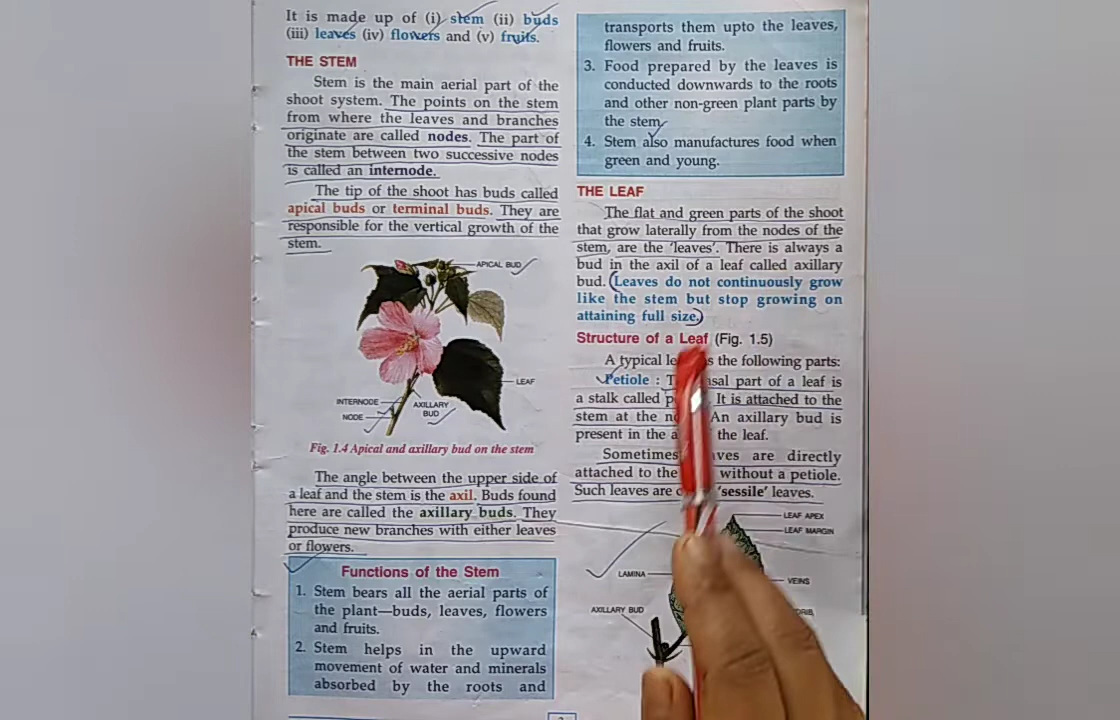 It is made up of (i) stem (ii) buds
(iii) leaves (iv) flowers and (v) fruits.
THE STEM
Stem is the main aerial part of the
shoot system. The points on the stem
from where the leaves and branches
originate are called nodes. The part of
the stem between two successive nodes
is called an internode.
The tip of the shoot has buds called
apical buds or terminal buds. They are
responsible for the vertical growth of the
stem.
APICAL BUD
LEAF
INTERNODE
NODE
AXILLARY
BUD
Fig. 1.4 Apical and axillary bud on the stem
The angle between the upper side of
a leaf and the stem is the axil. Buds found
here are called the axillary buds. They
produce new branches with either leaves
or flowers.
Functions of the Stem
1. Stem bears all the aerial parts of
the plant—buds, leaves, flowers
and fruits.
2. Stem helps in the upward
movement of water and minerals
absorbed by the roots and
transports them upto the leaves,
flowers and fruits.
3. Food prepared by the leaves is
conducted downwards to the roots
and other non-green plant parts by
the stem
4. Stem also manufactures food when
green and young.
THE LEAF
The flat and green parts of the shoot
that grow laterally from the nodes of the
stem, are the 'leaves'. There is always a
bud in the axil of a leaf called axillary
bud. (Leaves do not continuously grow
like the stem but stop growing on
attaining full size.)
Structure of a Leaf (Fig. 1.5)
A typical the following parts:
Petiole : part of a leaf is
a stalk called It is attached to the
stem at the An axillary bud is
present in the the leaf.
Sometimes are directly
attached to the without a petiole.
Such leaves are 'sessile' leaves.
LEAF APEX
LEAF MARGIN
LAMINA
VEINS
AXILLARY BUD